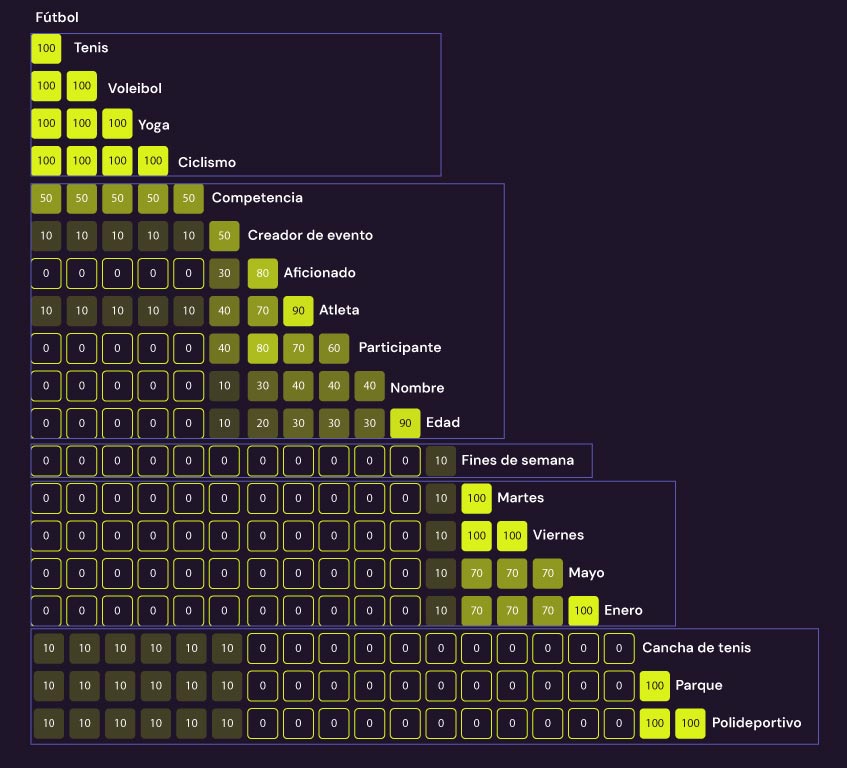 Fútbol
100 Tenis
100 100 Voleibol
100 100 100 Yoga
100 100 100 100 Ciclismo
50 50 50 50 50 Competencia
10 10 10 10 10 50 Creador de evento
0 0 0 0 0 30 80 Aficionado
10 10 10 10 10 40 70 90 Atleta
0 0 0 0 0 40 80 70 60 Participante
0 0 0 0 0 10 30 40 40 40 Nombre
0 0 0 0 0 10 20 30 30 30 90 Edad
0 0 0 0 0 0 0 0 0 0 0 10 Fines de semana
0 0 0 0 0 0 0 0 0 0 0 10 100 Martes
0 0 0 0 0 0 0 0 0 0 0 10 100 100 Viernes
0 0 0 0 0 0 0 0 0 0 0 10 70 70 70 Mayo
0 0 0 0 0 0 0 0 0 0 0 10 70 70 70 100 Enero
10 10 10 10 10 10 0 0 0 0 0 0 0 0 0 0 0 Cancha de tenis
10 10 10 10 10 10 0 0 0 0 0 0 0 0 0 0 0 100 Parque
10 10 10 10 10 10 0 0 0 0 0 0 0 0 0 0 0 100 100 Polideportivo